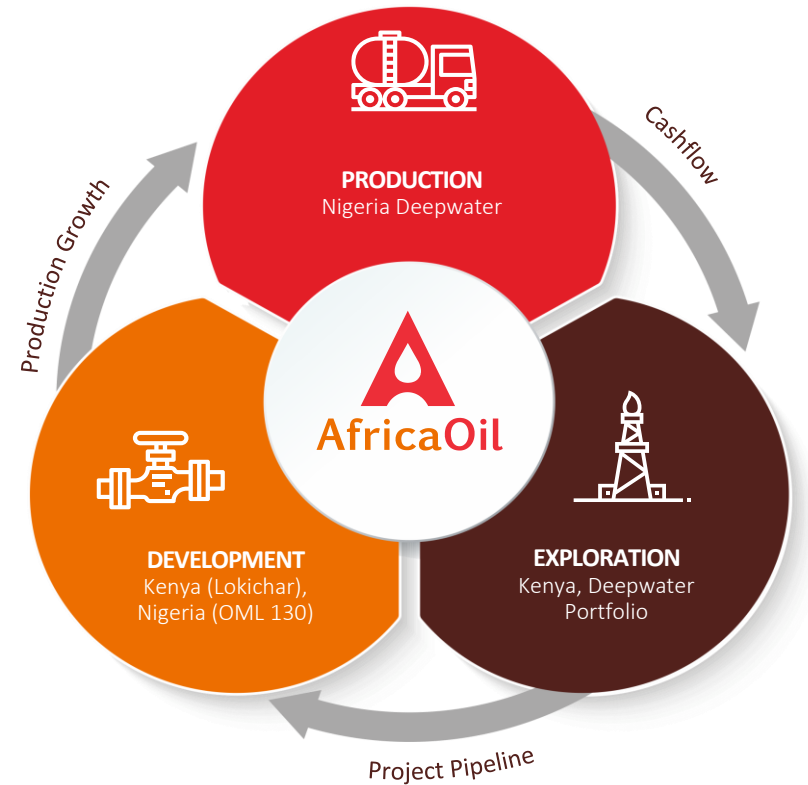 PRODUCTION
Nigeria Deepwater
Cashflow
Production Growth
AfricaOil
DEVELOPMENT
Kenya (Lokichar),
Nigeria (OML 130)
EXPLORATION
Kenya, Deepwater
Portfolio
Project Pipeline